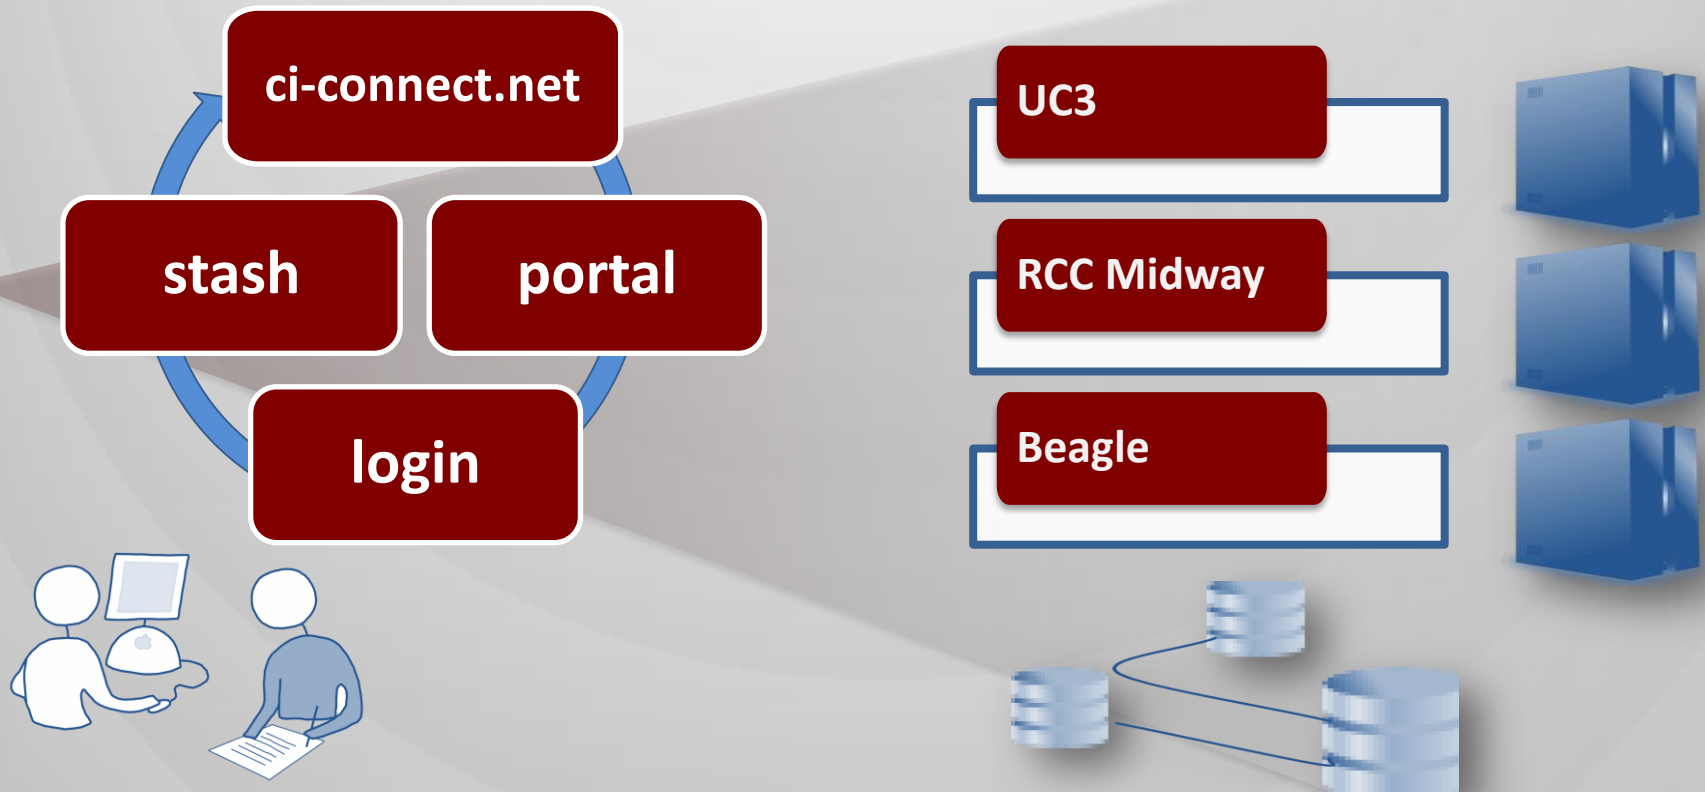 ci-connect.net
stash
portal
login
UC3
RCC Midway
Beagle